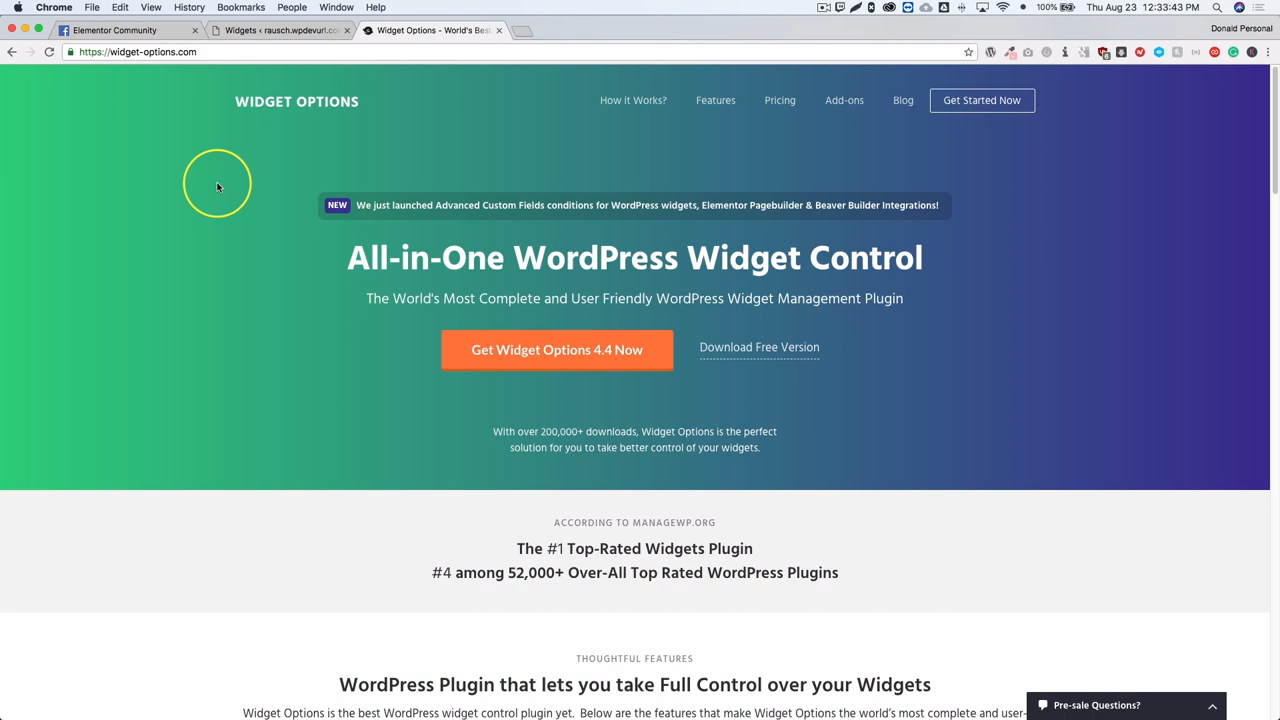 Chrome File Edit View History Bookmarks People Window Help 100% Thu Aug 23 12:33:43 PM
Elementor Community
Widgets ‹ rausch.wpdevurl.co
Widget Options - World's Bes
Donald Personal
https://widget-options.com
WIDGET OPTIONS
How it Works? Features Pricing Add-ons Blog Get Started Now
NEW We just launched Advanced Custom Fields conditions for WordPress widgets, Elementor Pagebuilder & Beaver Builder Integrations!
All-in-One WordPress Widget Control
The World's Most Complete and User Friendly WordPress Widget Management Plugin
Get Widget Options 4.4 Now
Download Free Version
With over 200,000+ downloads, Widget Options is the perfect
solution for you to take better control of your widgets.
ACCORDING TO MANAGEWP.ORG
The #1 Top-Rated Widgets Plugin
#4 among 52,000+ Over-All Top Rated WordPress Plugins
THOUGHTFUL FEATURES
WordPress Plugin that lets you take Full Control over your Widgets
Widget Options is the best WordPress widget control plugin yet. Below are the features that make Widget Options the world's most complete and user-
Pre-sale Questions?